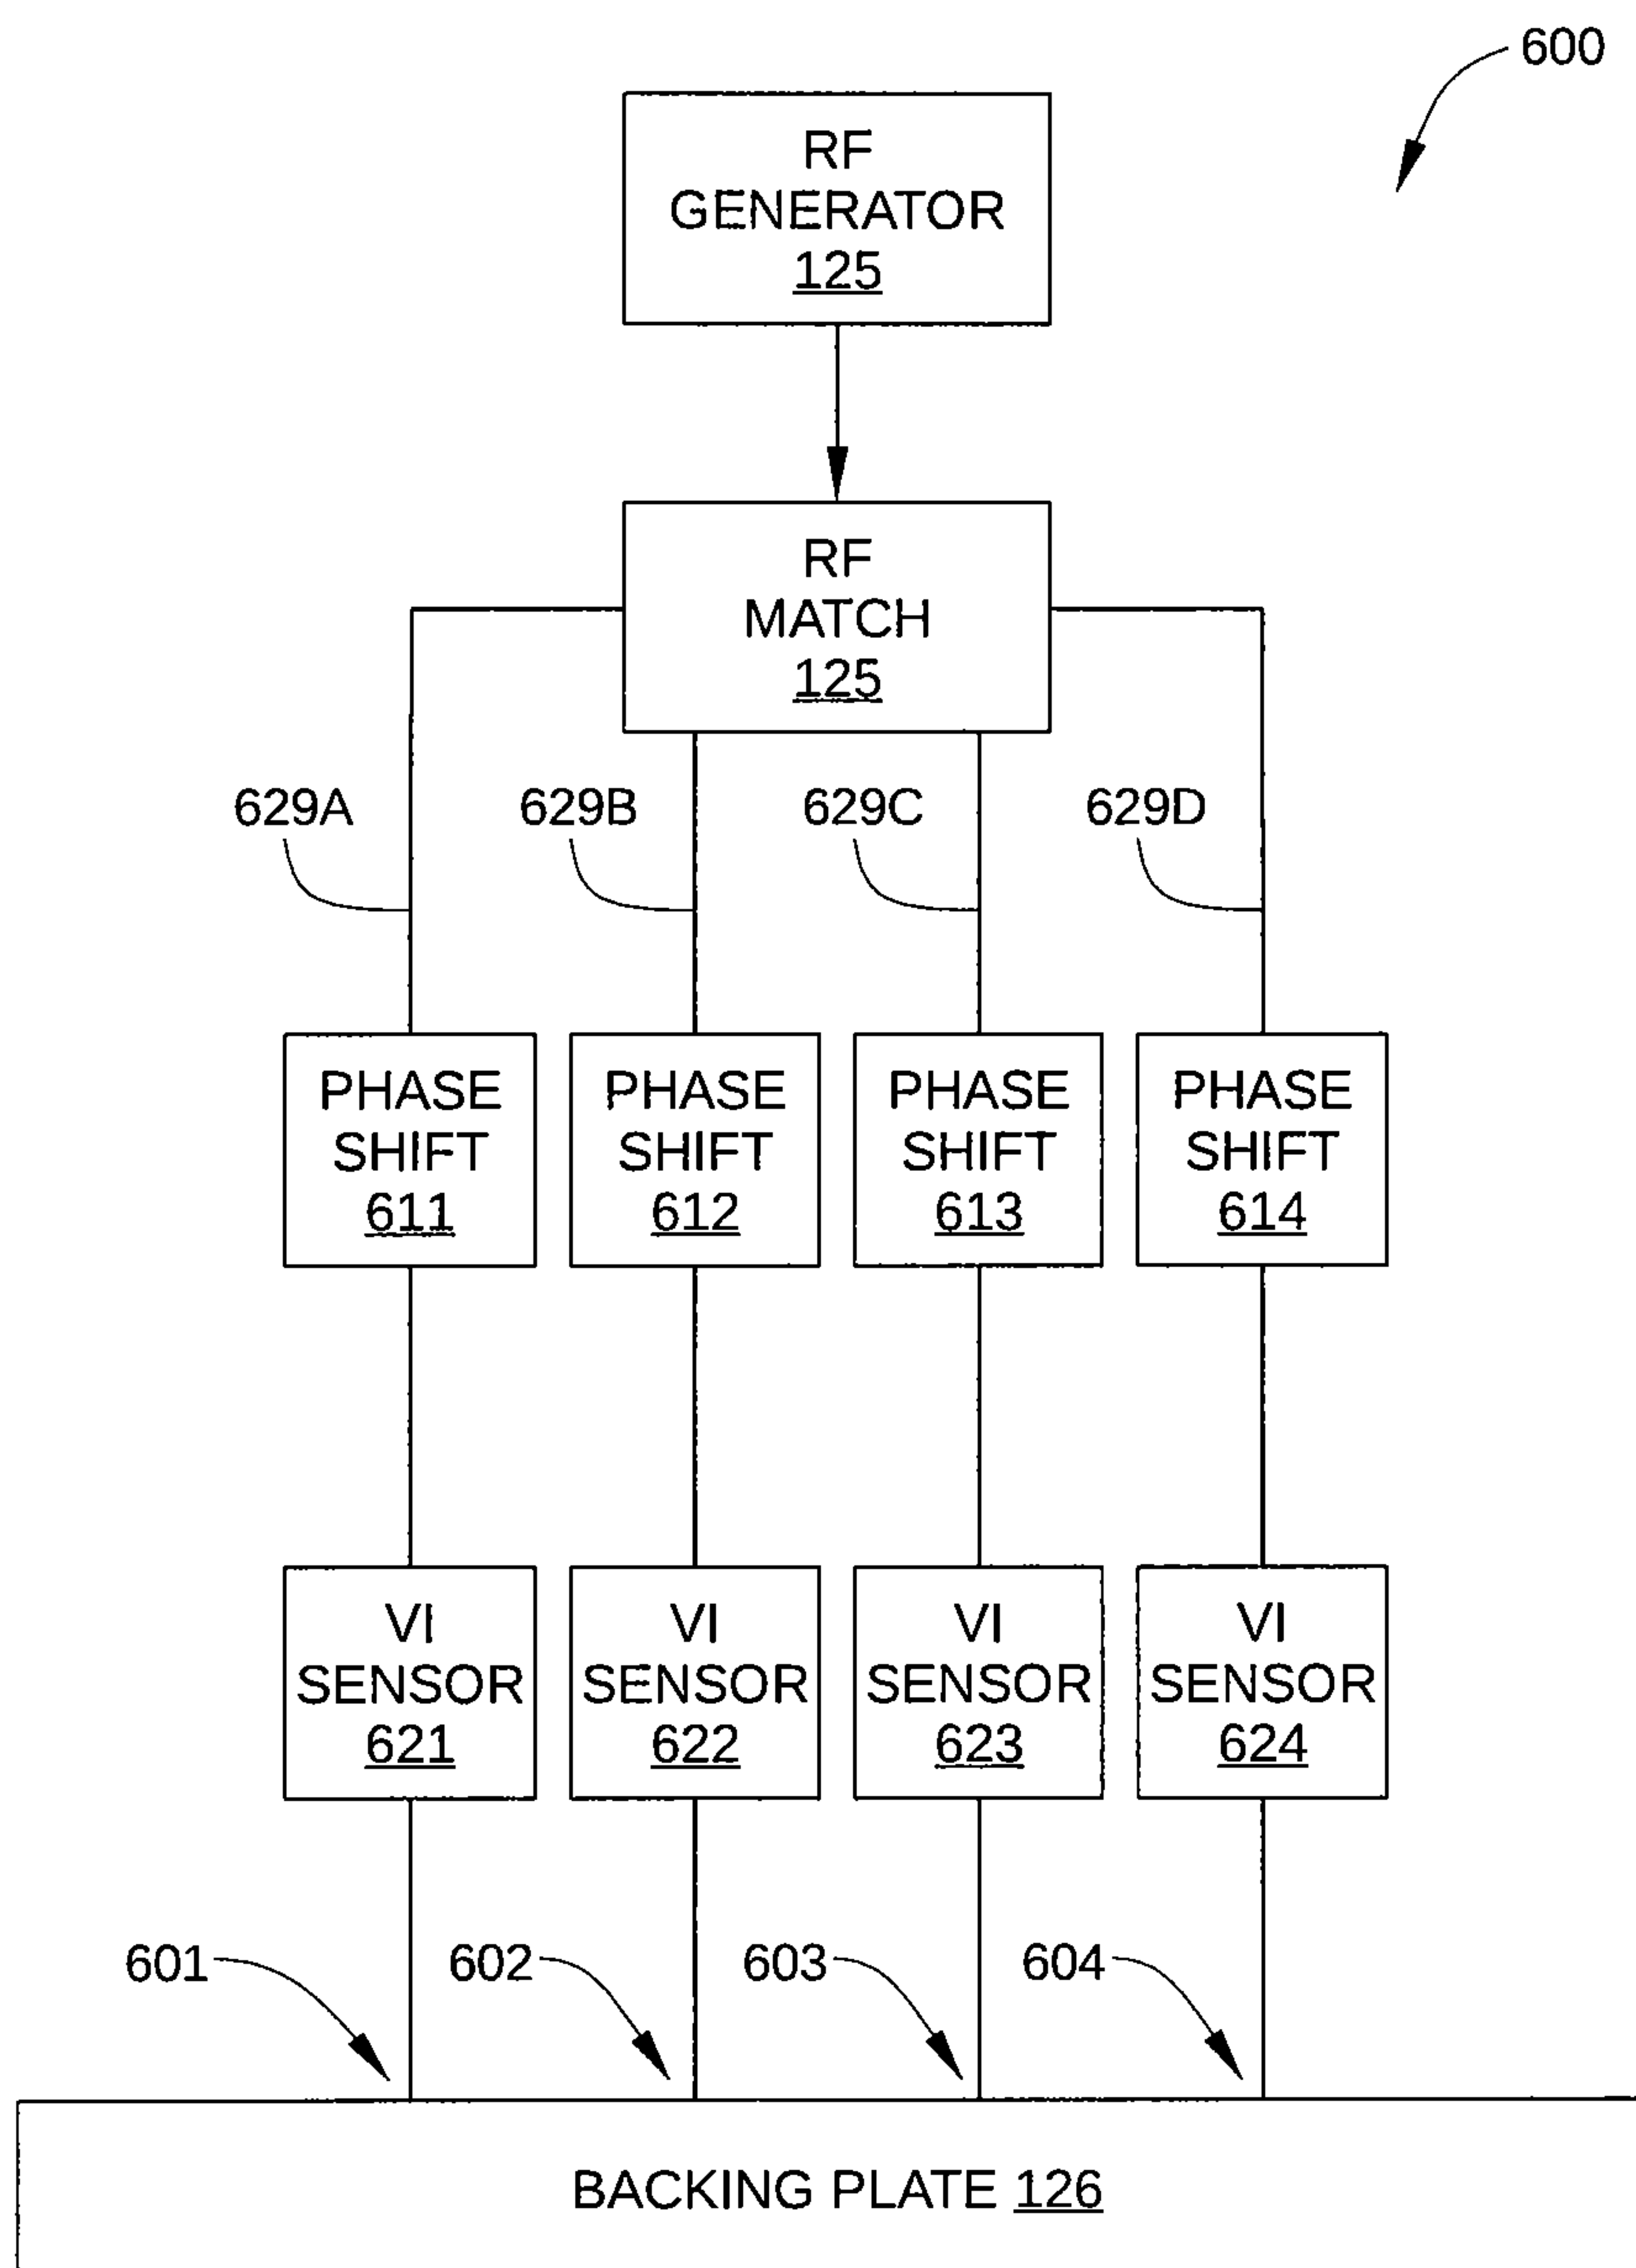 600
RF
GENERATOR
125
RF
MATCH
125
629A
629B
629C
629D
PHASE
SHIFT
611
PHASE
SHIFT
612
PHASE
SHIFT
613
PHASE
SHIFT
614
VI
SENSOR
621
VI
SENSOR
622
VI
SENSOR
623
VI
SENSOR
624
601
602
603
604
BACKING PLATE 126